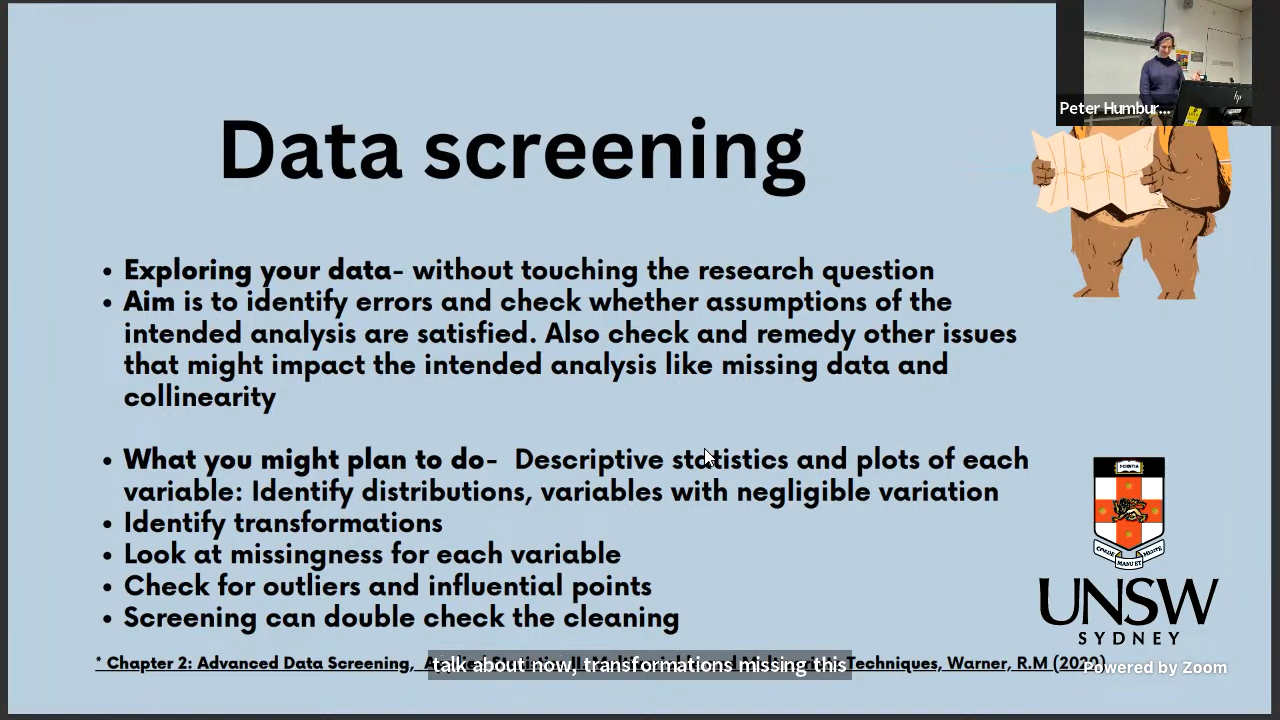 Peter Humbur...
Data screening
• Exploring your data- without touching the research question
• Aim is to identify errors and check whether assumptions of the
intended analysis are satisfied. Also check and remedy other issues
that might impact the intended analysis like missing data and
collinearity
• What you might plan to do- Descriptive statistics and plots of each
variable: Identify distributions, variables with negligible variation
• Identify transformations
• Look at missingness for each variable
• Check for outliers and influential points
• Screening can double check the cleaning
* Chapter 2: Advanced Data Screening, Techniques, Warner, R.M
talk about now, transformations missing this
SCIENTIA
MANU ET
UNSW
SYDNEY
Powered by Zoom